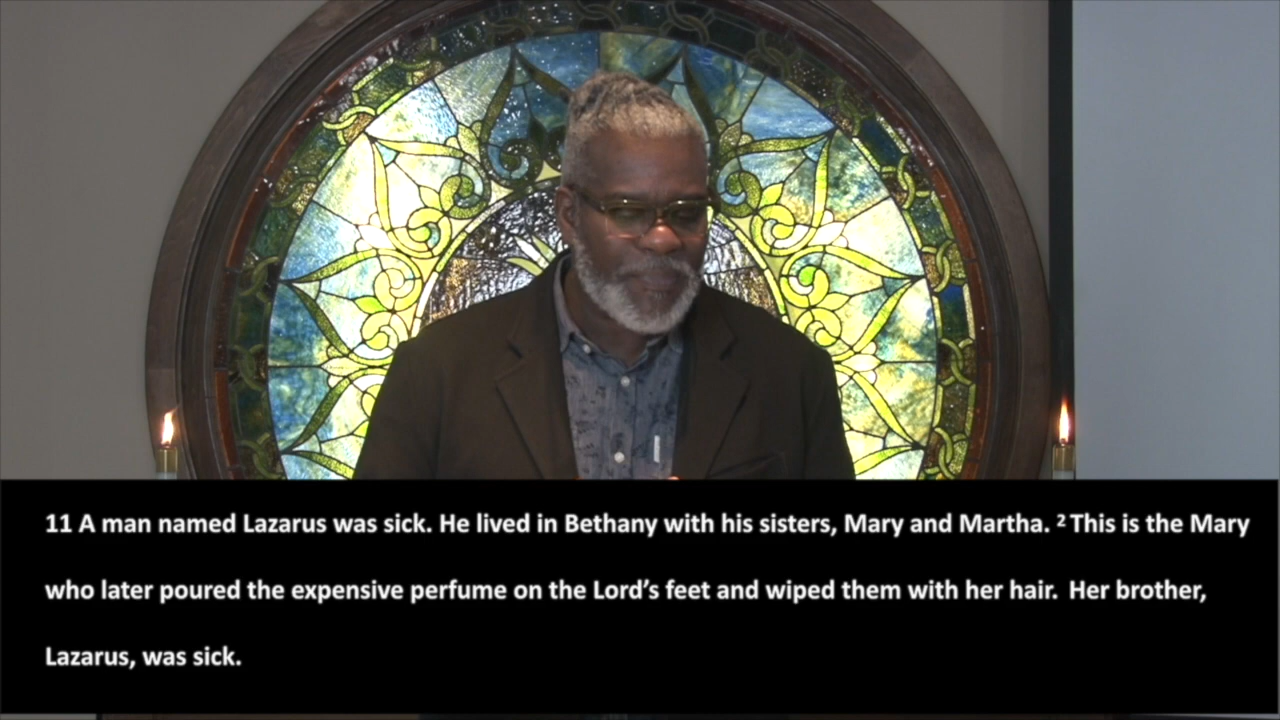 11 A man named Lazarus was sick. He lived in Bethany with his sisters, Mary and Martha. ² This is the Mary
who later poured the expensive perfume on the Lord’s feet and wiped them with her hair. Her brother,
Lazarus, was sick.